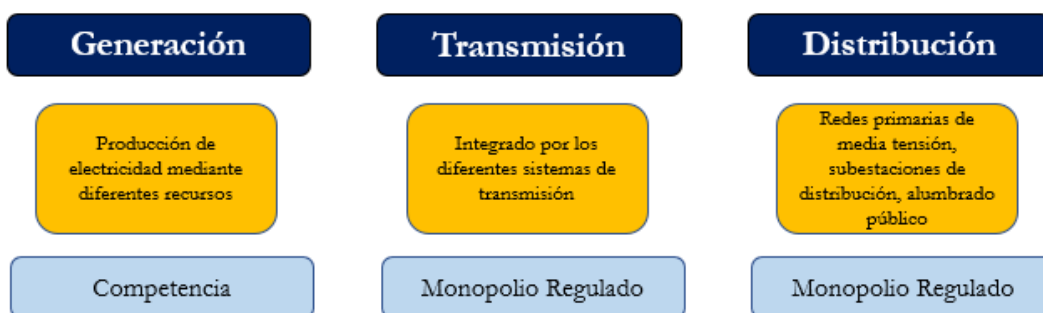 Generación
Transmisión
Distribución
Producción de
electricidad mediante
diferentes recursos
Integrado por los
diferentes sistemas de
transmisión
Redes primarias de
media tensión,
subestaciones de
distribución, alumbrado
público
Competencia
Monopolio Regulado
Monopolio Regulado